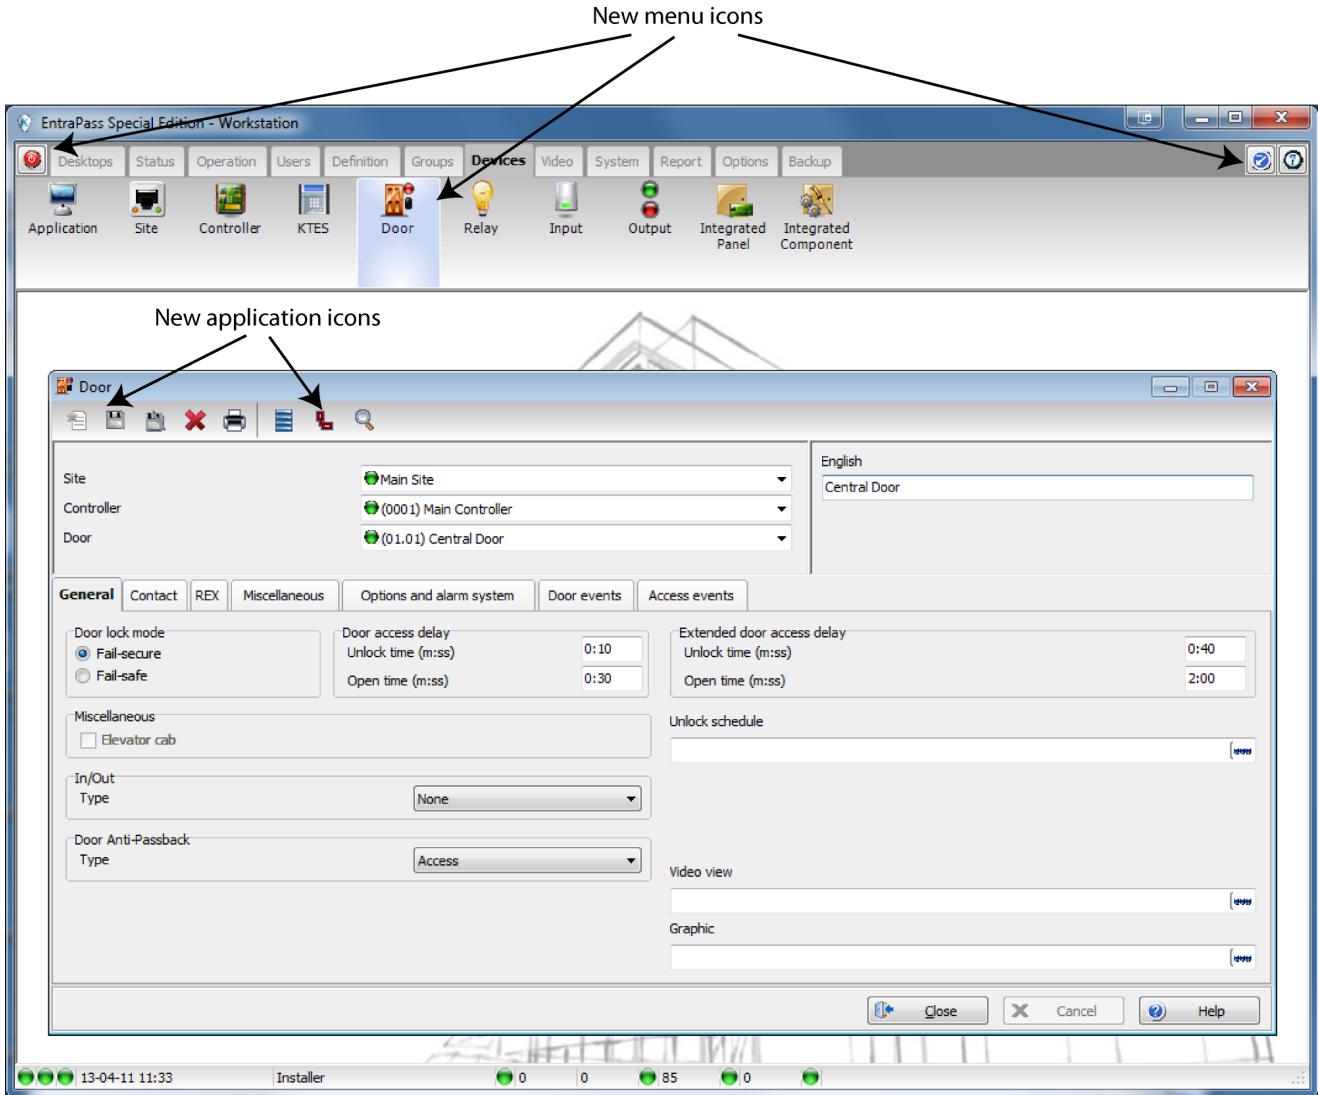 New menu icons
EntraPass Special Edition - Workstation
Desktops Status Operation Users Definition Groups Devices Video System Report Options Backup
Application Site Controller KTES Door Relay Input Output Integrated Panel Integrated Component
New application icons
Door
English
Site Main Site
Central Door
Controller (0001) Main Controller
Door (01.01) Central Door
General Contact REX Miscellaneous Options and alarm system Door events Access events
Door lock mode
Fail-secure
Fail-safe
Door access delay
Unlock time (m:ss) 0:10
Open time (m:ss) 0:30
Extended door access delay
Unlock time (m:ss) 0:40
Open time (m:ss) 2:00
Miscellaneous
Elevator cab
Unlock schedule
In/Out
Type None
Door Anti-Passback
Type Access
Video view
Graphic
Close Cancel Help
13-04-11 11:33 Installer 0 0 85 0